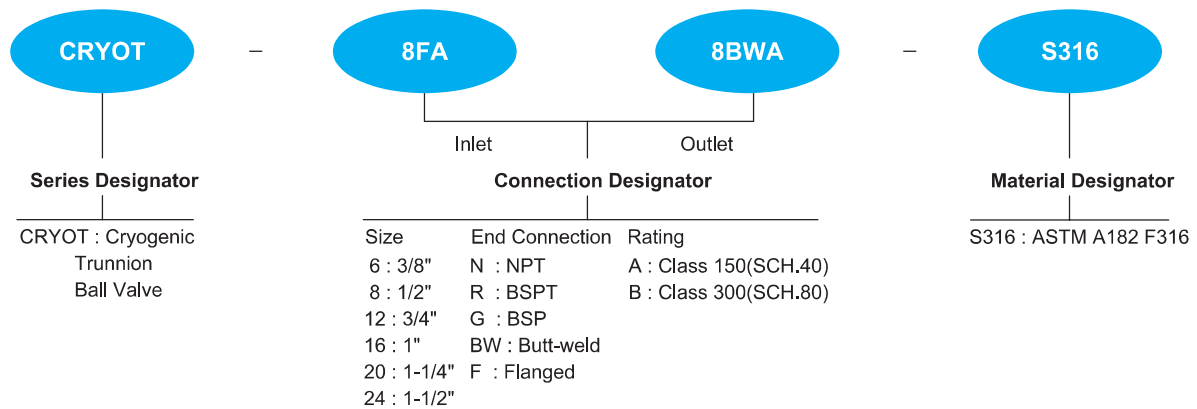 CRYOT – 8FA 8BWA – S316
Inlet Outlet
Series Designator
CRYOT : Cryogenic
Trunnion
Ball Valve
Connection Designator
Size End Connection Rating
6 : 3/8" N : NPT A : Class 150(SCH.40)
8 : 1/2" R : BSPT B : Class 300(SCH.80)
12 : 3/4" G : BSP
16 : 1" BW : Butt-weld
20 : 1-1/4" F : Flanged
24 : 1-1/2"
Material Designator
S316 : ASTM A182 F316